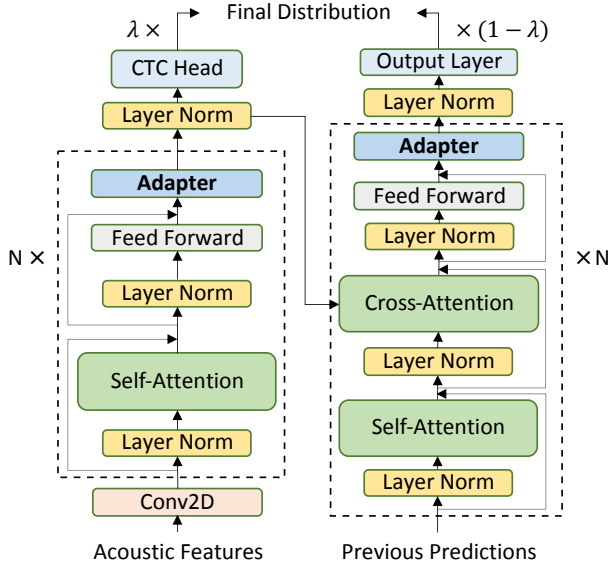 Final Distribution
λ ×
× (1 − λ)
CTC Head
Layer Norm
Adapter
Feed Forward
Layer Norm
Self-Attention
Layer Norm
Conv2D
N ×
Acoustic Features
Output Layer
Layer Norm
Adapter
Feed Forward
Layer Norm
Cross-Attention
Layer Norm
Self-Attention
Layer Norm
× N
Previous Predictions